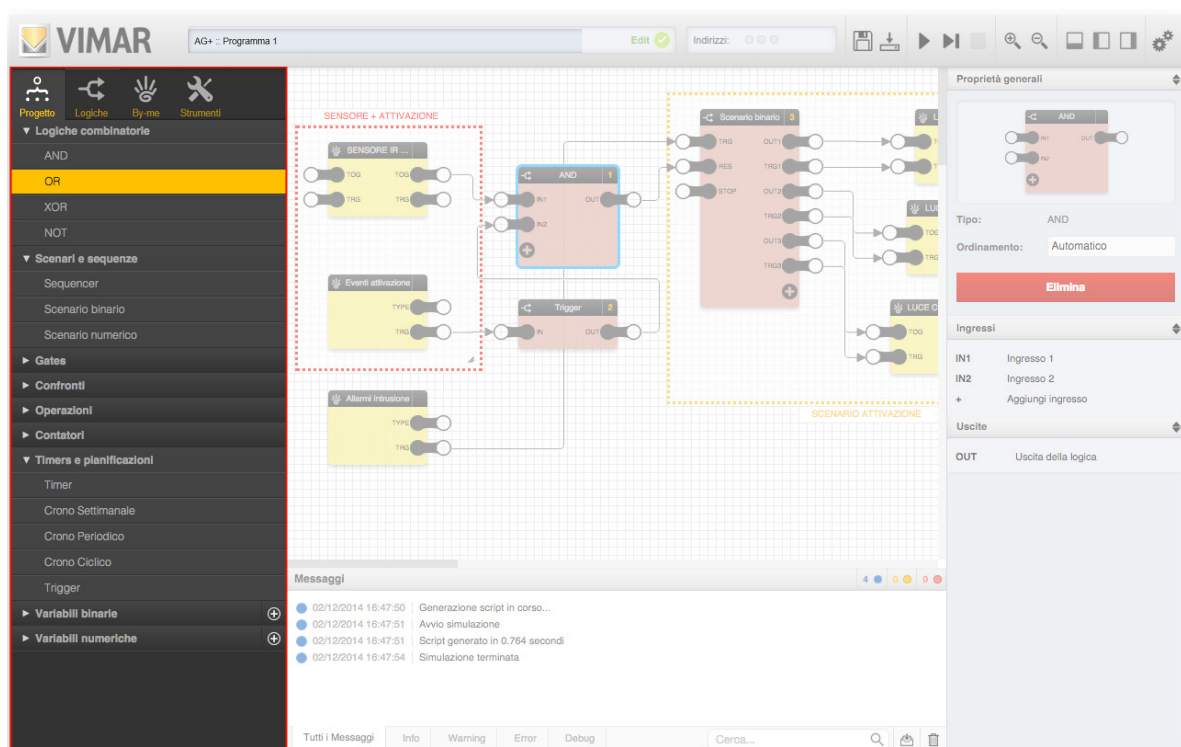 VIMAR
AG+ :: Programma 1
Edit
Indirizzi:
Progetto Logiche By-me Strumenti
Logiche combinatorie
AND
OR
XOR
NOT
Scenari e sequenze
Sequencer
Scenario binario
Scenario numerico
Gates
Confronti
Operazioni
Contatori
Timers e pianificazioni
Timer
Crono Settimanale
Crono Periodico
Crono Ciclico
Trigger
Variabili binarie
Variabili numeriche
SENSORE + ATTIVAZIONE
SENSORE IR ...
TOG TOG
TRG TRG
Eventi attivazione
TYPE
TRG
Allarmi intrusione
TYPE
TRG
AND 1
IN1 OUT
IN2
Trigger 2
IN OUT
Scenario binario 3
TRG OUT1
RES TRG1
STOP OUT2
TRG2
OUT3
TRG3
L
T
T
LUC
TOG
TRG
LUCE C
TOG
TRG
SCENARIO ATTIVAZIONE
Messaggi
4 0 0
02/12/2014 16:47:50 Generazione script in corso...
02/12/2014 16:47:51 Avvio simulazione
02/12/2014 16:47:51 Script generato in 0.764 secondi
02/12/2014 16:47:54 Simulazione terminata
Tutti i Messaggi Info Warning Error Debug
Cerca...
Proprietà generali
AND
IN1 OUT
IN2
Tipo: AND
Ordinamento: Automatico
Elimina
Ingressi
IN1 Ingresso 1
IN2 Ingresso 2
+ Aggiungi ingresso
Uscite
OUT Uscita della logica